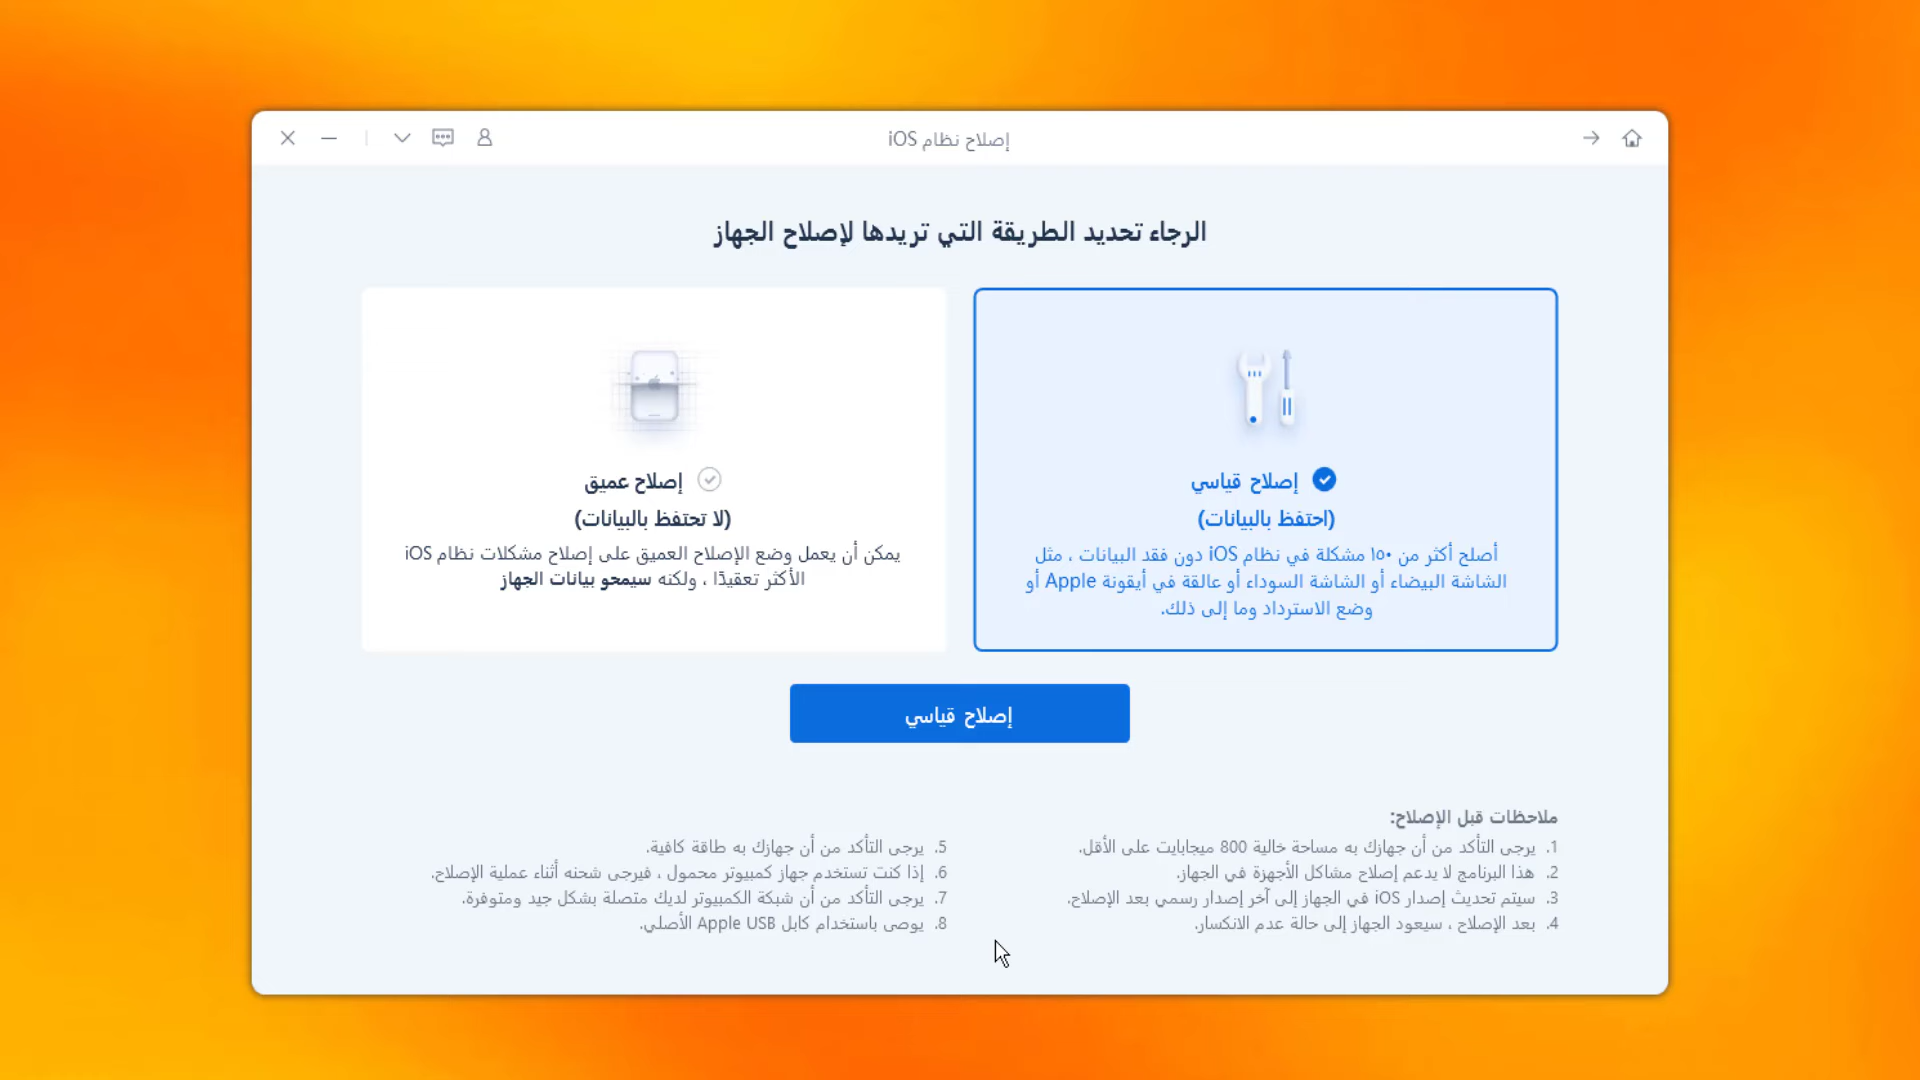 إصلاح نظام iOS
الرجاء تحديد الطريقة التي تريدها لإصلاح الجهاز
إصلاح قياسي
(احتفظ بالبيانات)
أصلح أكثر من ١٥٠ مشكلة في نظام iOS دون فقد البيانات ، مثل
الشاشة البيضاء أو الشاشة السوداء أو عالقة في أيقونة Apple أو
وضع الاسترداد وما إلى ذلك.
إصلاح عميق
(لا تحتفظ بالبيانات)
يمكن أن يعمل وضع الإصلاح العميق على إصلاح مشكلات نظام iOS
الأكثر تعقيدًا ، ولكنه سيمحو بيانات الجهاز
إصلاح قياسي
ملاحظات قبل الإصلاح:
1. يرجى التأكد من أن جهازك به مساحة خالية 800 ميجابايت على الأقل.
2. هذا البرنامج لا يدعم إصلاح مشاكل الأجهزة في الجهاز.
3. سيتم تحديث إصدار iOS في الجهاز إلى آخر إصدار رسمي بعد الإصلاح.
4. بعد الإصلاح ، سيعود الجهاز إلى حالة عدم الانكسار.
5. يرجى التأكد من أن جهازك به طاقة كافية.
6. إذا كنت تستخدم جهاز كمبيوتر محمول ، فيرجى شحنه أثناء عملية الإصلاح.
7. يرجى التأكد من أن شبكة الكمبيوتر لديك متصلة بشكل جيد ومتوفرة.
8. يوصى باستخدام كابل Apple USB الأصلي.